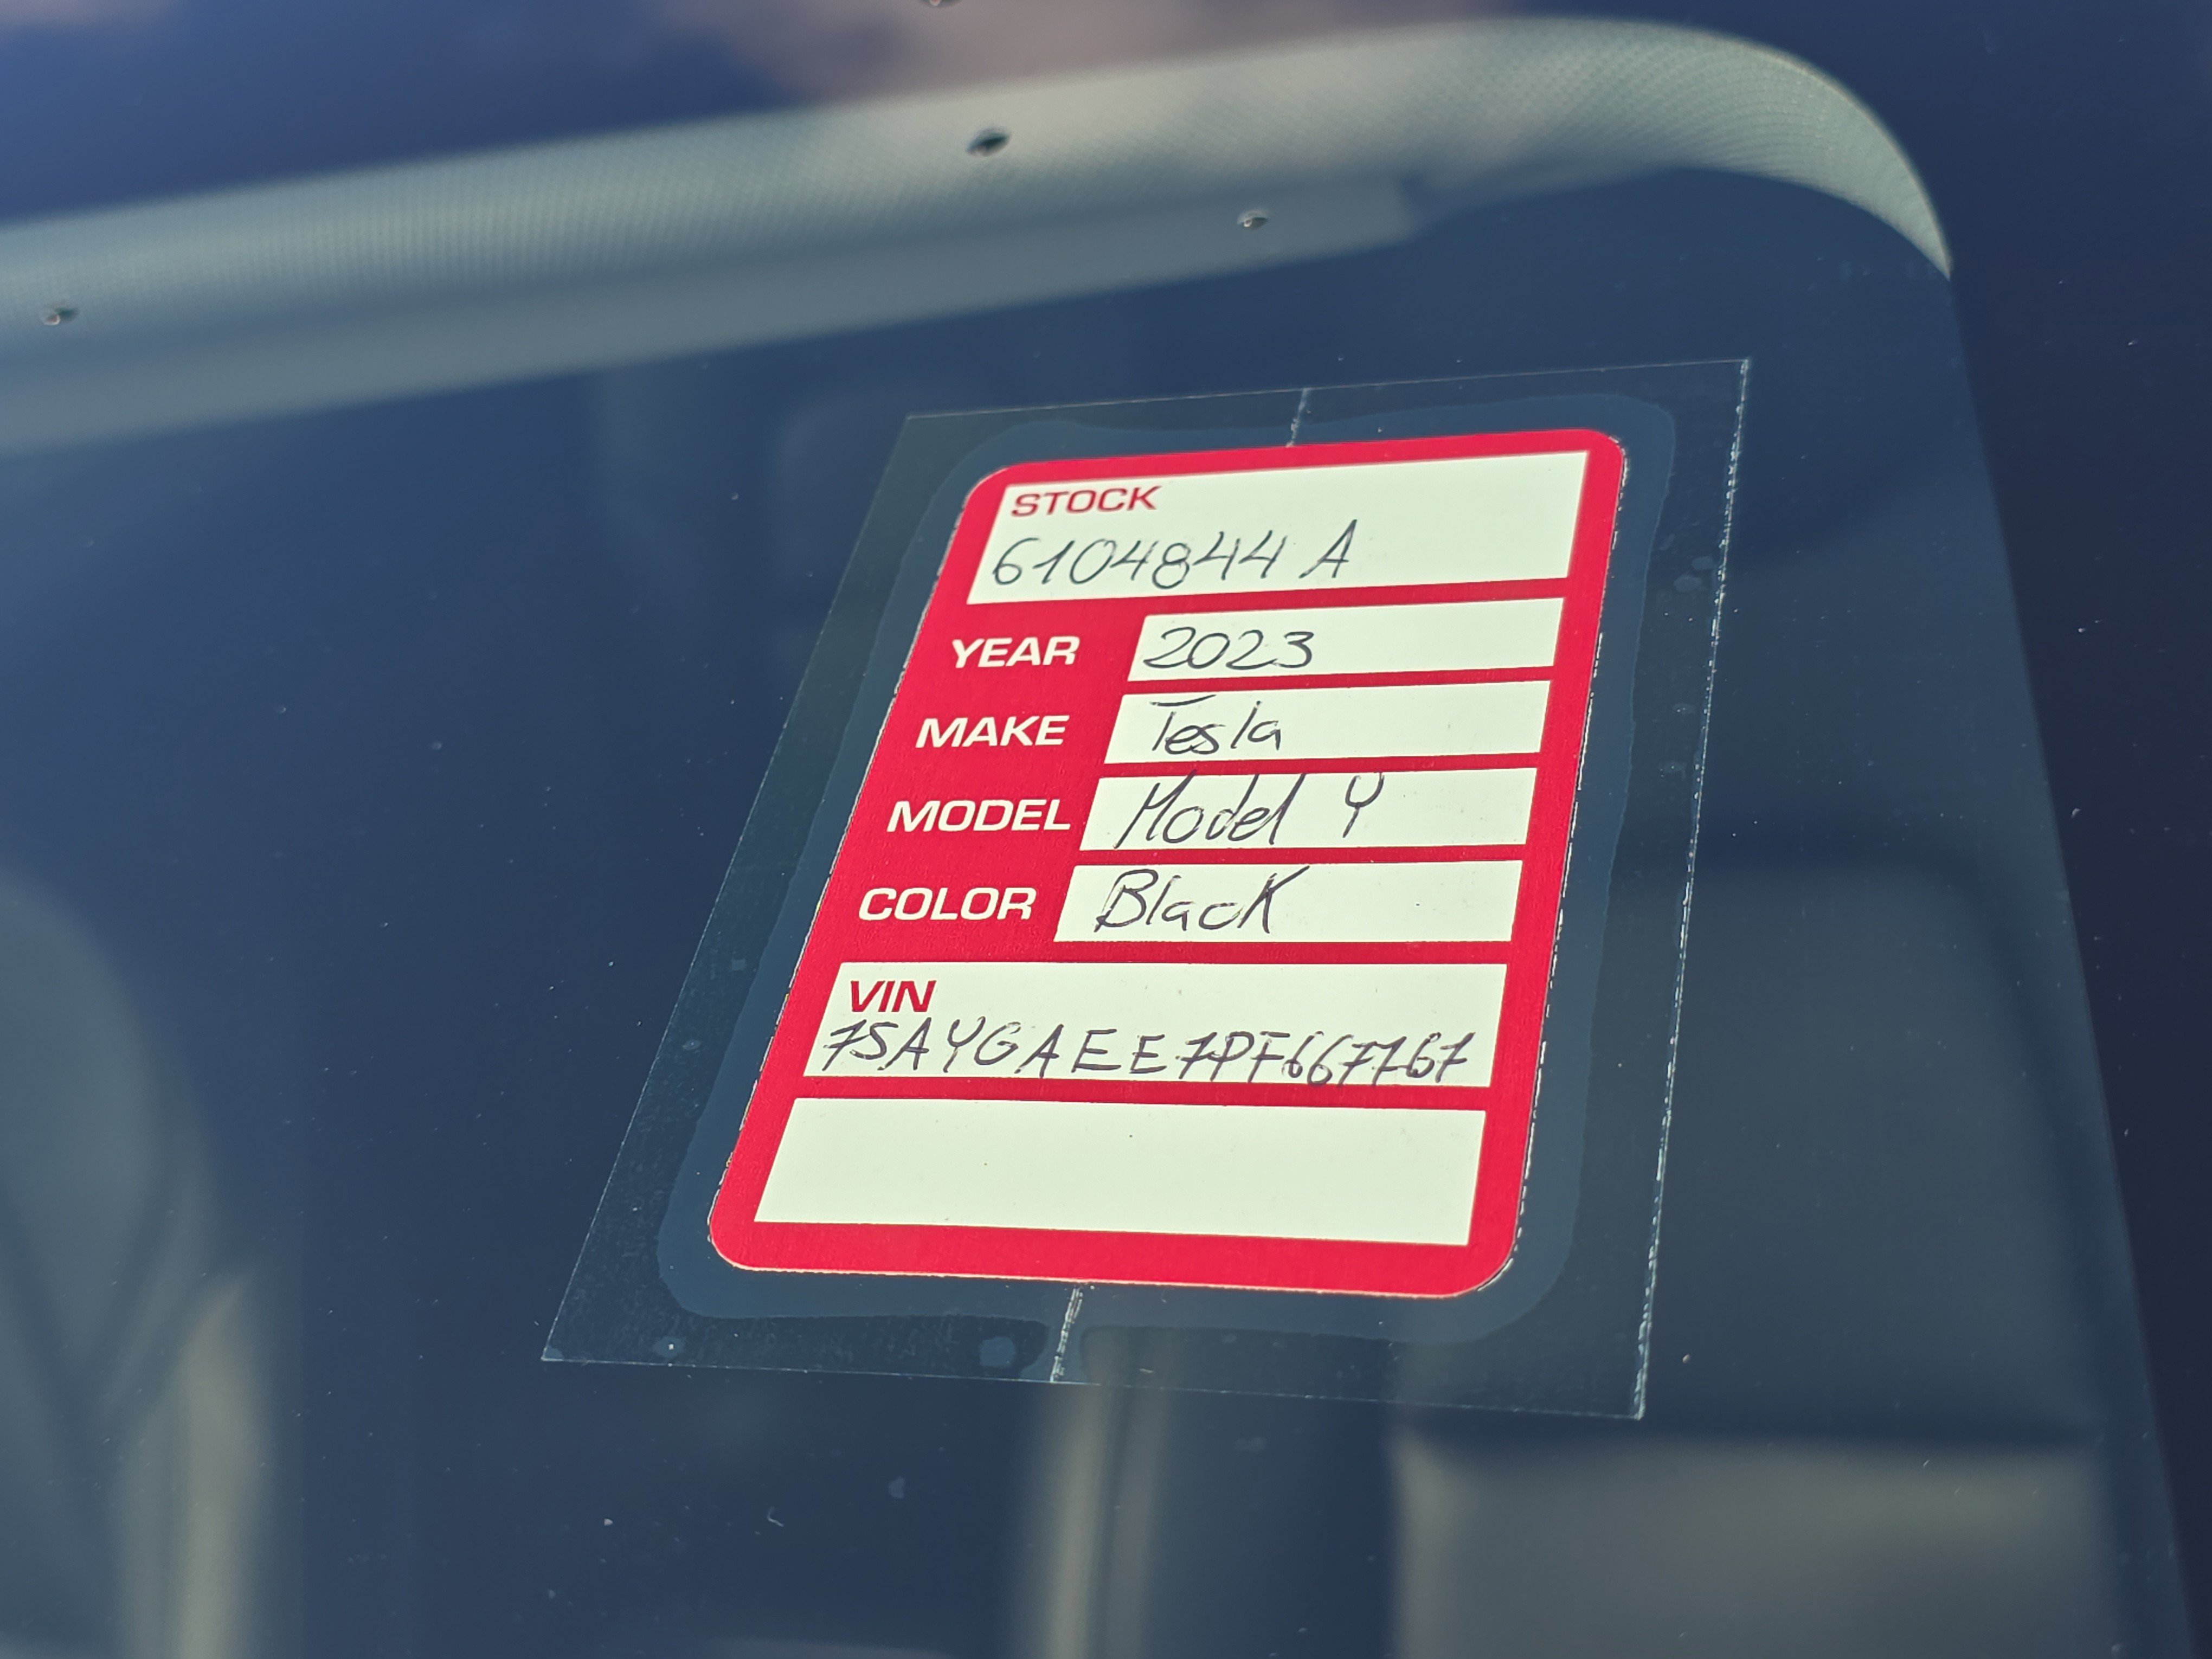 STOCK
6104844 A
YEAR 2023
MAKE Tesla
MODEL Model Y
COLOR Black
VIN
7SAYGAEE7PF667767